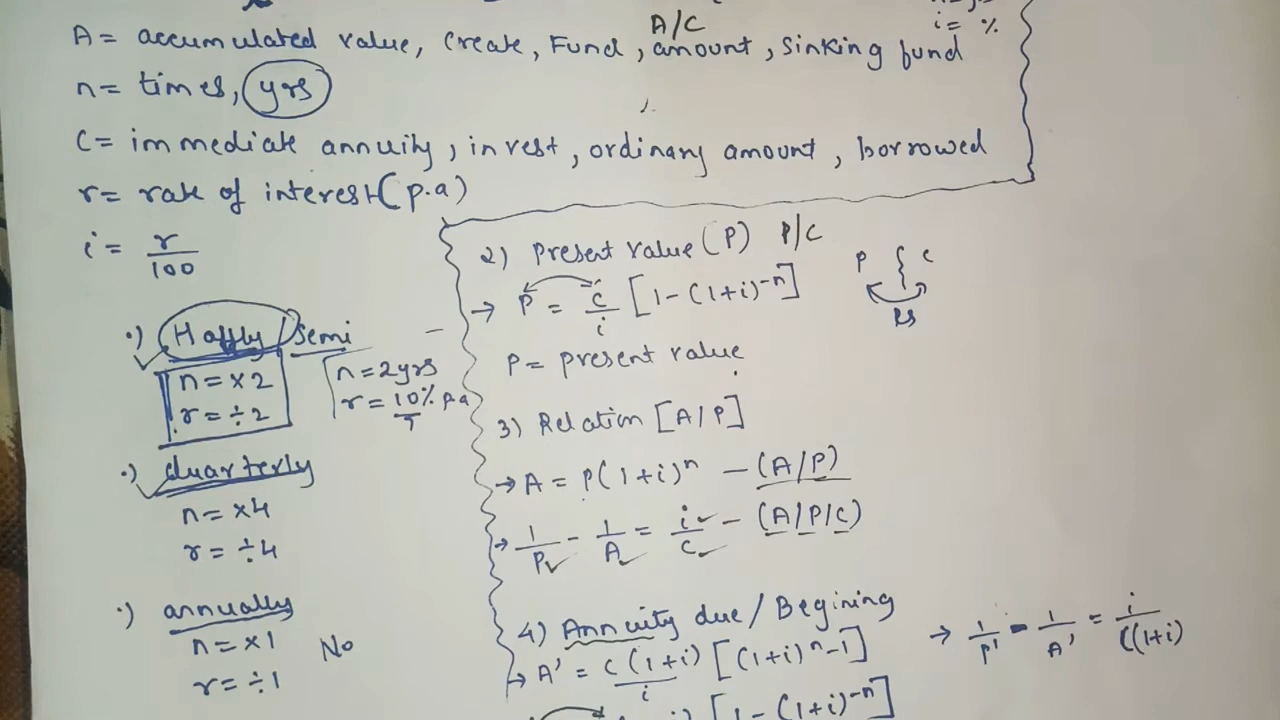 i= %
A/C
A= accumulated value, Create, Fund, amount, Sinking fund
n= times, yrs
C= immediate annuity, invest, ordinary amount, borrowed
r= rate of interest (p.a)
i = r/100
•) Halfly/Semi
n= ×2
r= ÷2
n=2yrs
r=10% p.a
•) Quarterly
n= ×4
r= ÷4
•) annually
n= ×1
r= ÷1
No
2) Present value (P) P/C
→ P = c/i [1-(1+i)⁻ⁿ]
P { c
Rs
P= present value
3) Relation [A/P]
→ A = P(1+i)ⁿ - (A/P)
→ 1/P - 1/A = i/c - (A/P/C)
4) Annuity due/Begining
→ A' = c(1+i)/i [(1+i)ⁿ-1]
→ 1/P' - 1/A' = i/C(1+i)
[1-(1+i)⁻ⁿ]